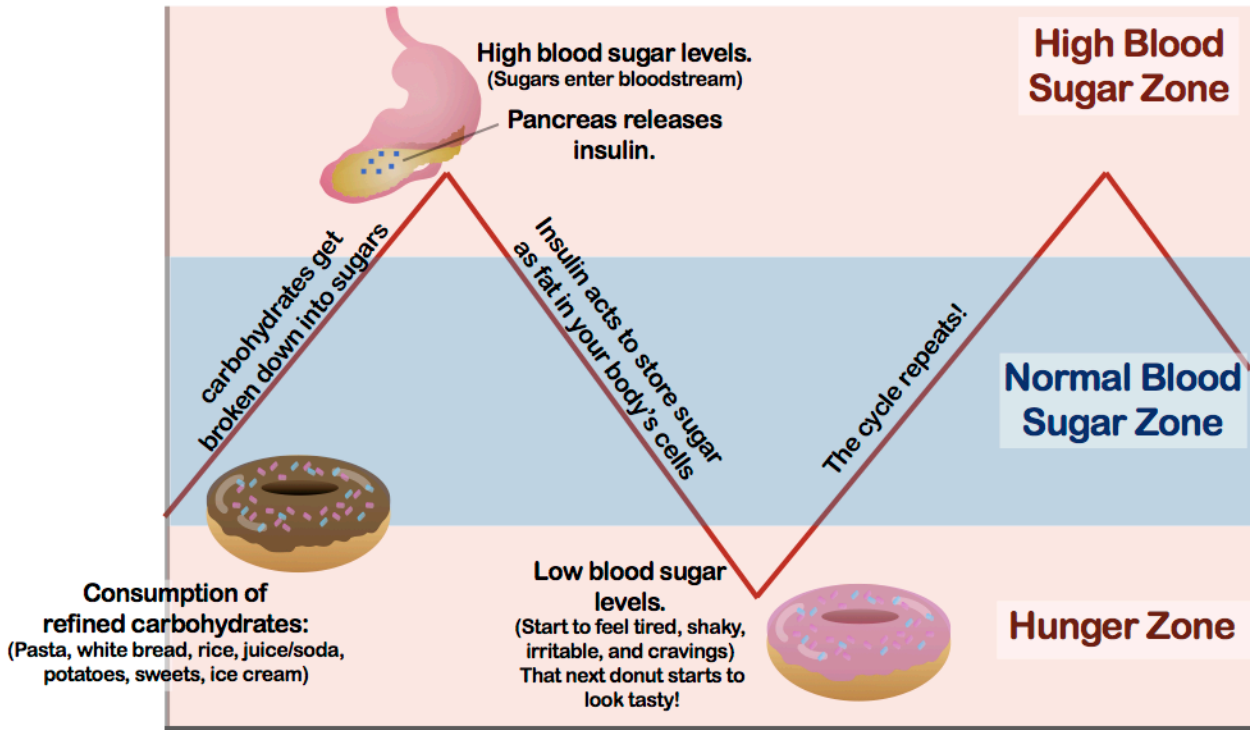 High blood sugar levels.
(Sugars enter bloodstream)
Pancreas releases
insulin.
High Blood
Sugar Zone
carbohydrates get
broken down into sugars
Insulin acts to store sugar
as fat in your body's cells
The cycle repeats!
Normal Blood
Sugar Zone
Consumption of
refined carbohydrates:
(Pasta, white bread, rice, juice/soda,
potatoes, sweets, ice cream)
Low blood sugar
levels.
(Start to feel tired, shaky,
irritable, and cravings)
That next donut starts to
look tasty!
Hunger Zone